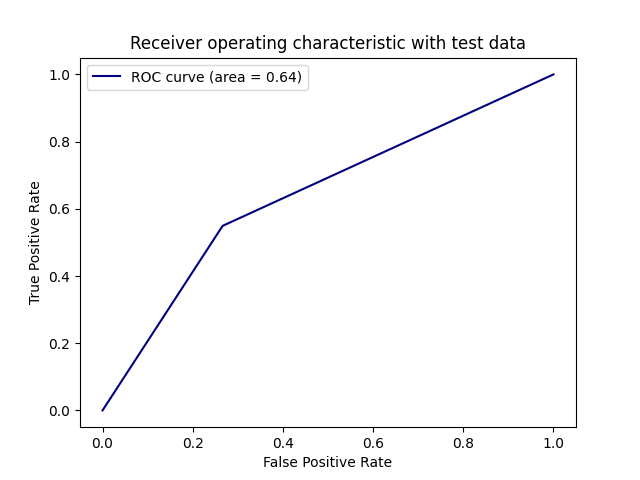 Receiver operating characteristic with test data
ROC curve (area = 0.64)
1.0
0.8
0.6
0.4
0.2
0.0
True Positive Rate
0.0 0.2 0.4 0.6 0.8 1.0
False Positive Rate